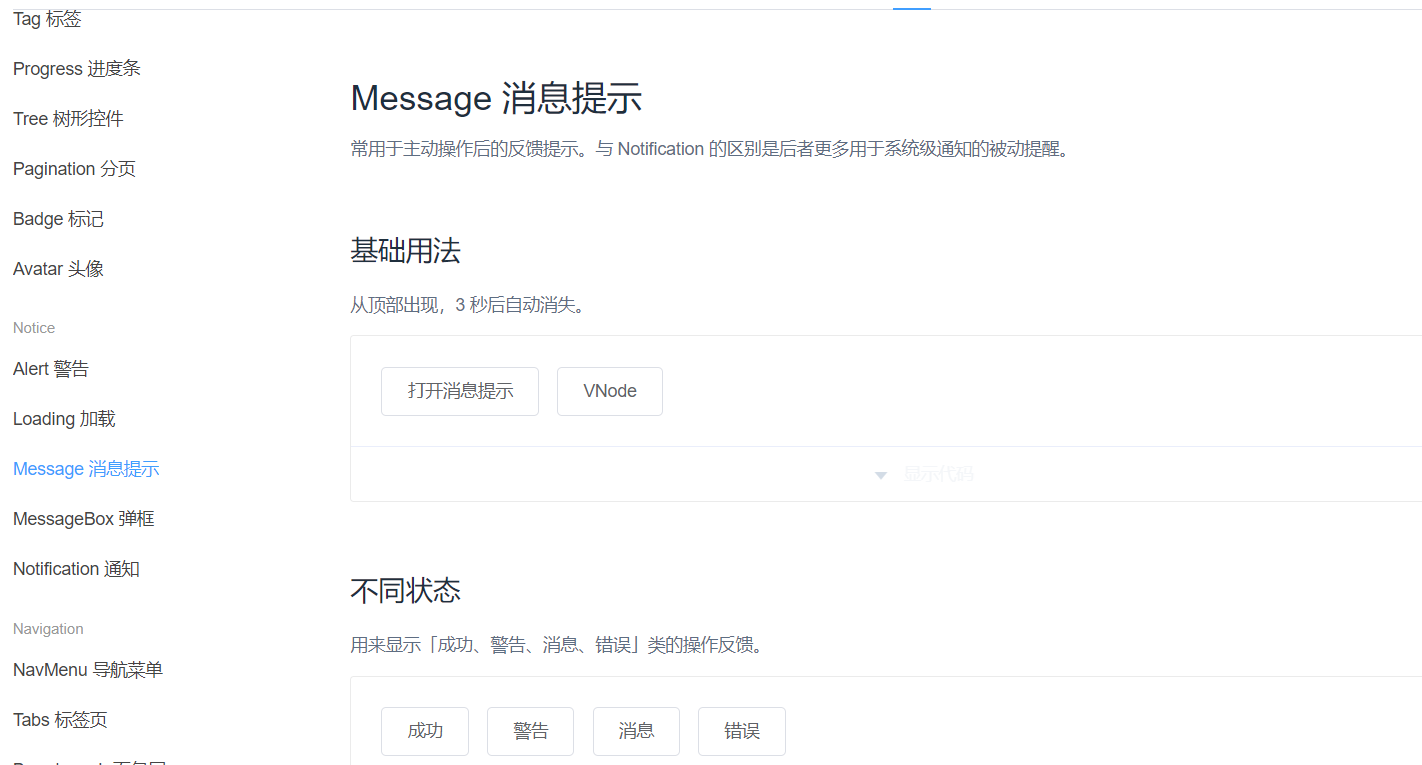 Tag 标签
Progress 进度条
Tree 树形控件
Pagination 分页
Badge 标记
Avatar 头像
Notice
Alert 警告
Loading 加载
Message 消息提示
MessageBox 弹框
Notification 通知
Navigation
NavMenu 导航菜单
Tabs 标签页
Message 消息提示
常用于主动操作后的反馈提示。与 Notification 的区别是后者更多用于系统级通知的被动提醒。
基础用法
从顶部出现，3 秒后自动消失。
打开消息提示 VNode
显示代码
不同状态
用来显示「成功、警告、消息、错误」类的操作反馈。
成功 警告 消息 错误